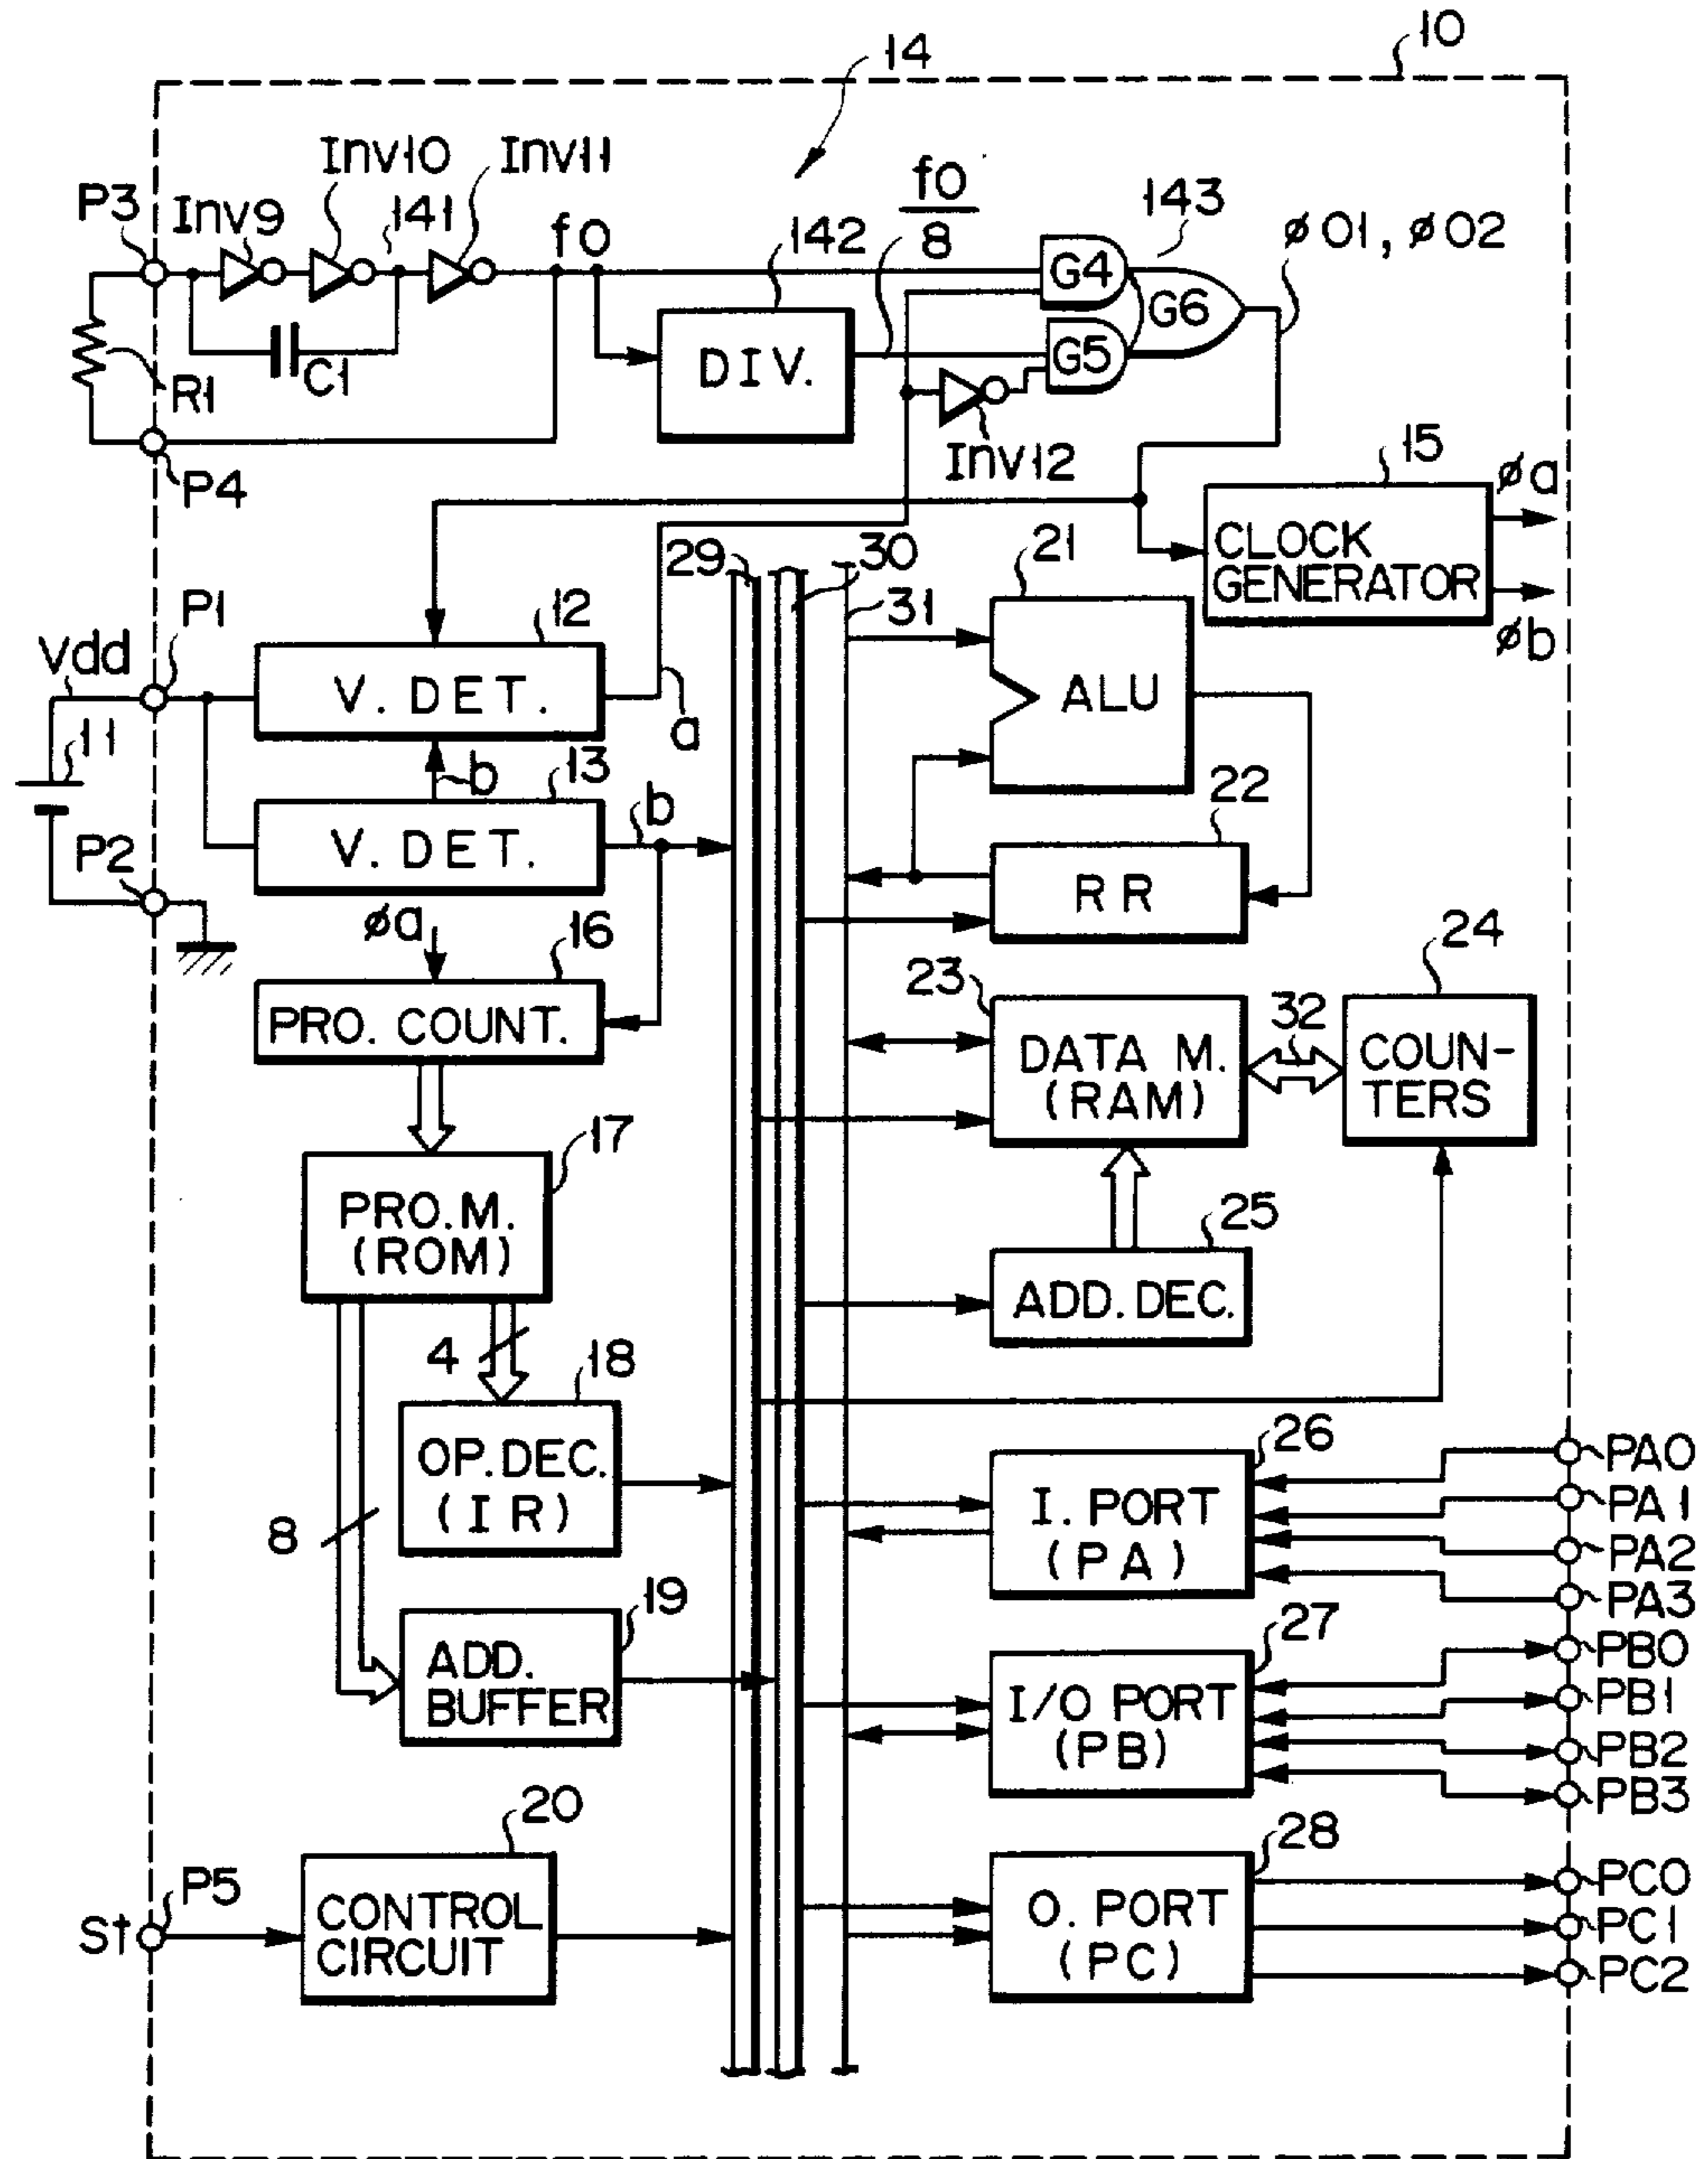 10
14
Inv10
Inv11
P3
Inv9
141
f0
142
f0
8
143
ø01, ø02
G4
G6
G5
DIV.
C1
R1
P4
Inv12
15
øa
CLOCK
GENERATOR
øb
29
30
31
21
ALU
P1
12
Vdd
V. DET.
a
11
b
13
b
V. DET.
P2
22
RR
øa
16
PRO. COUNT.
23
24
32
DATA M.
(RAM)
COUN-
TERS
17
PRO. M.
(ROM)
25
ADD. DEC.
4
18
OP. DEC.
(IR)
8
26
I. PORT
(PA)
PA0
PA1
PA2
PA3
19
ADD.
BUFFER
27
I/O PORT
(PB)
PB0
PB1
PB2
PB3
20
P5
St
CONTROL
CIRCUIT
28
O. PORT
(PC)
PC0
PC1
PC2